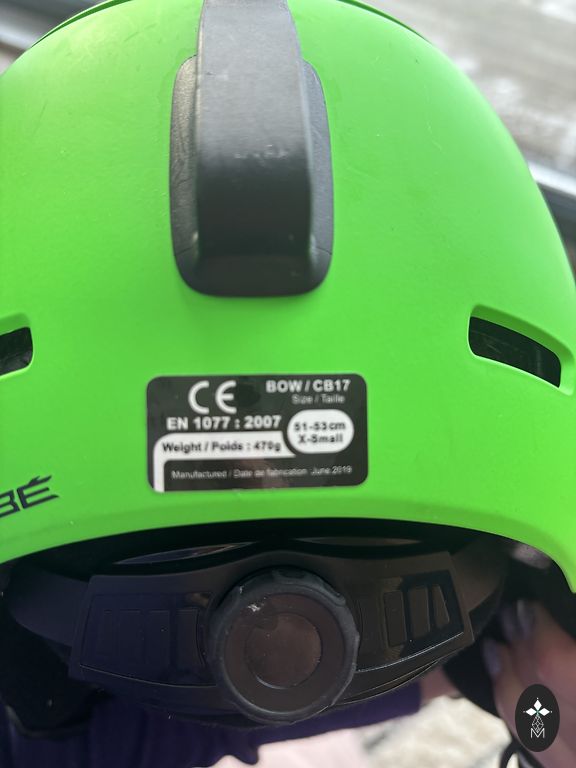 CE BOW / CB17
Size / Taille
EN 1077 : 2007 51-53cm
Weight / Poids : 470g X-Small
Manufactured / Date de fabrication June 2019
BÉ
M